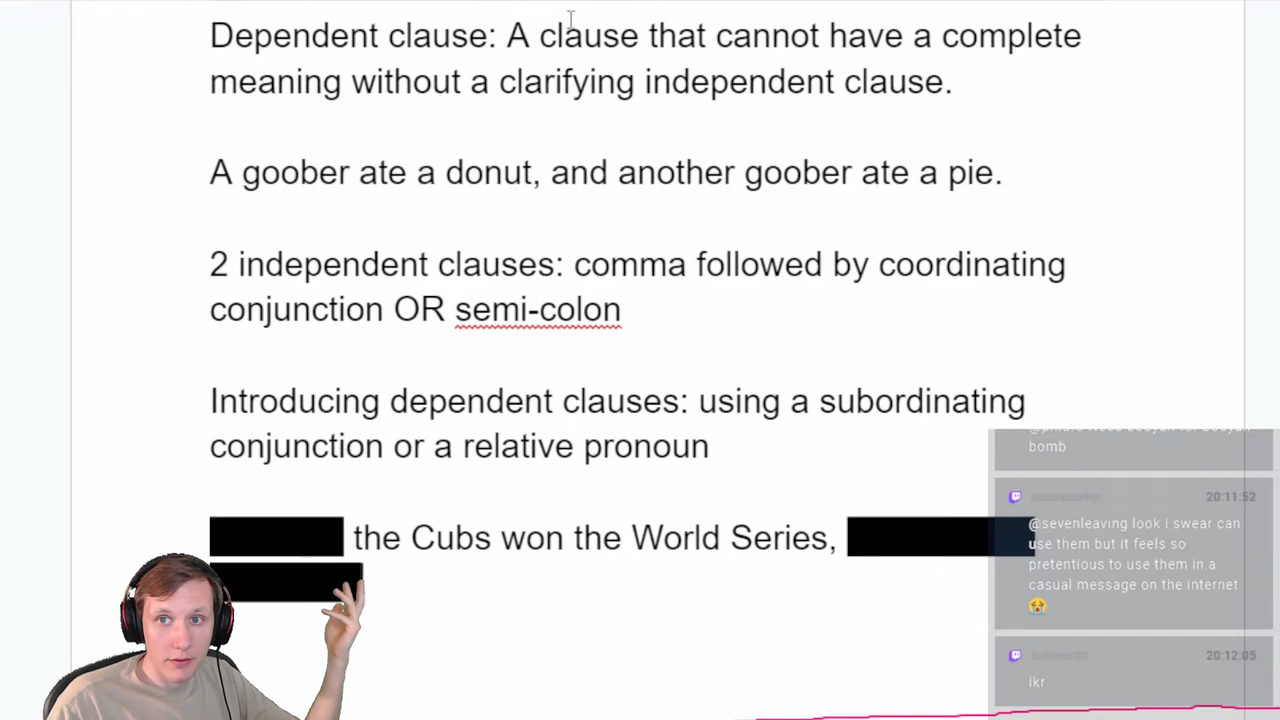 Dependent clause: A clause that cannot have a complete
meaning without a clarifying independent clause.
A goober ate a donut, and another goober ate a pie.
2 independent clauses: comma followed by coordinating
conjunction OR semi-colon
Introducing dependent clauses: using a subordinating
conjunction or a relative pronoun
the Cubs won the World Series,
bomb
20:11:52
@sevenleaving look i swear can
use them but it feels so
pretentious to use them in a
casual message on the internet
😭
20:12:05
ikr